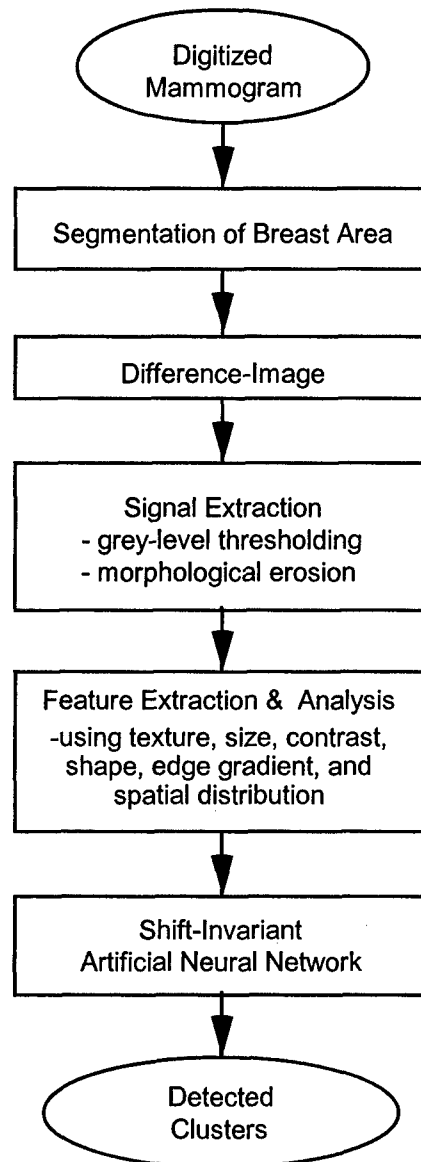 Digitized
Mammogram
Segmentation of Breast Area
Difference-Image
Signal Extraction
- grey-level thresholding
- morphological erosion
Feature Extraction & Analysis
-using texture, size, contrast,
shape, edge gradient, and
spatial distribution
Shift-Invariant
Artificial Neural Network
Detected
Clusters